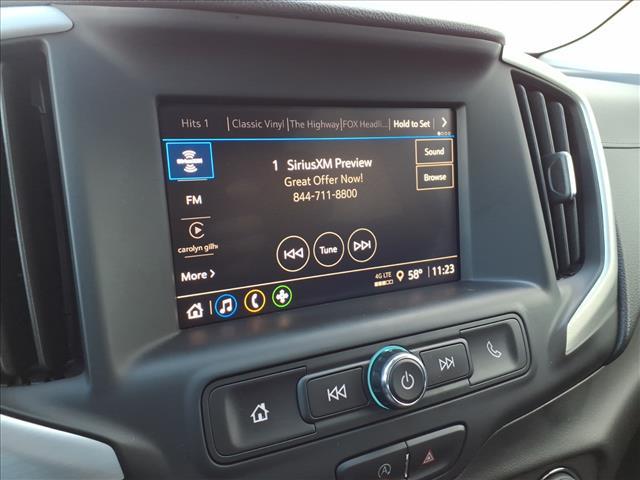 Hits 1 Classic Vinyl The Highway FOX Headli... Hold to Set
1 SiriusXM Preview
Great Offer Now!
844-711-8800
Sound
Browse
FM
carolyn gilh
More
Tune
4G LTE 58° 11:23